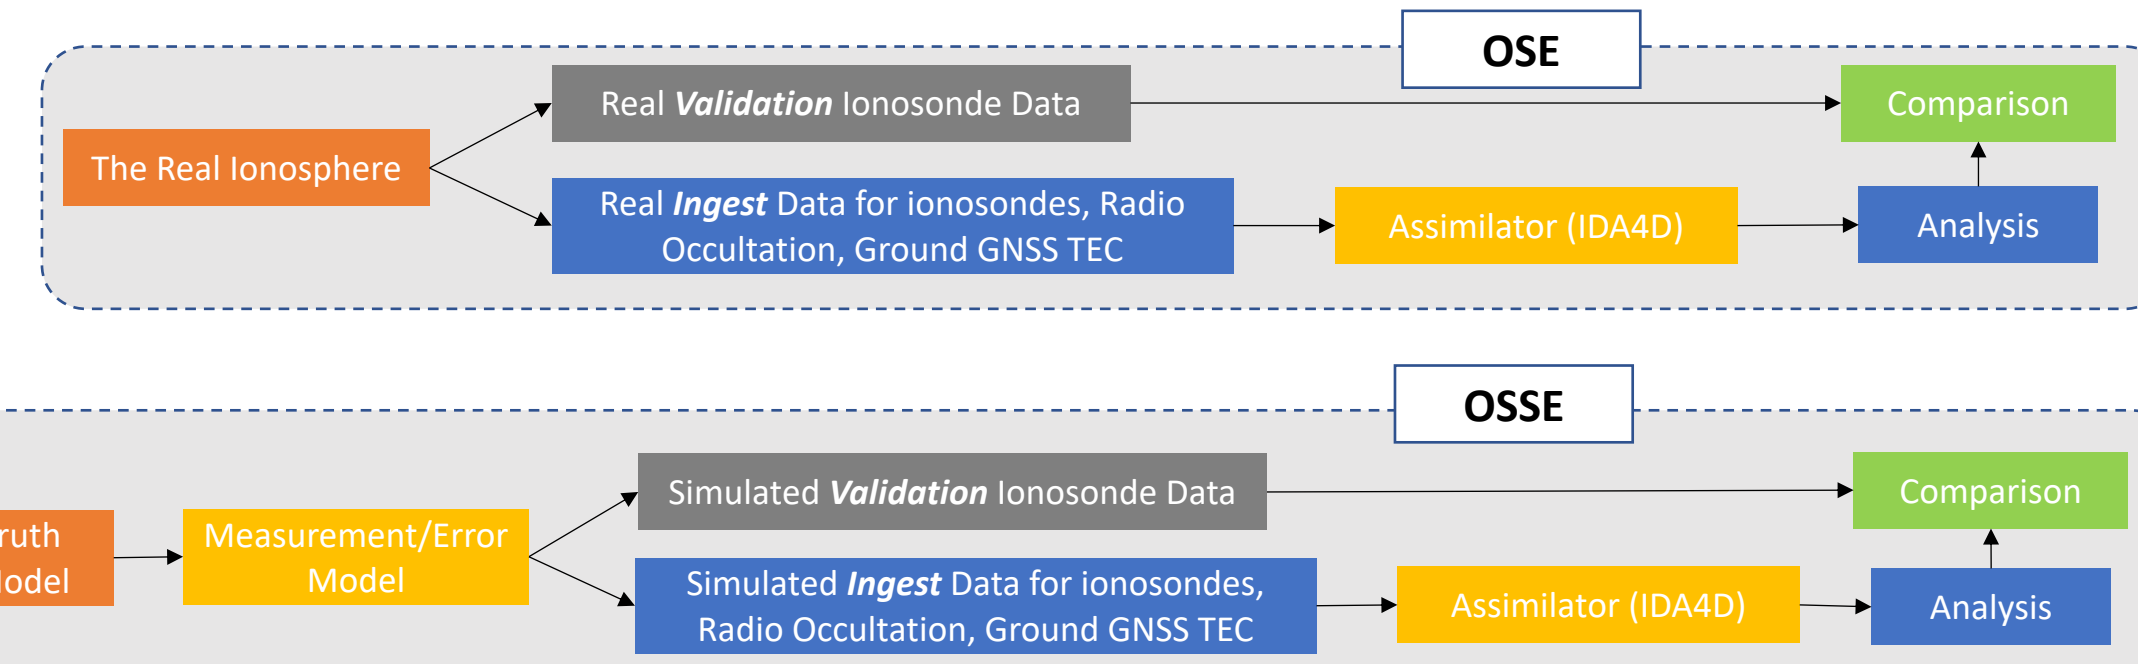 OSE
Real Validation Ionosonde Data
Comparison
The Real Ionosphere
Real Ingest Data for ionosondes, Radio
Occultation, Ground GNSS TEC
Assimilator (IDA4D)
Analysis
OSSE
Simulated Validation Ionosonde Data
Comparison
ruth
odel
Measurement/Error
Model
Simulated Ingest Data for ionosondes,
Radio Occultation, Ground GNSS TEC
Assimilator (IDA4D)
Analysis